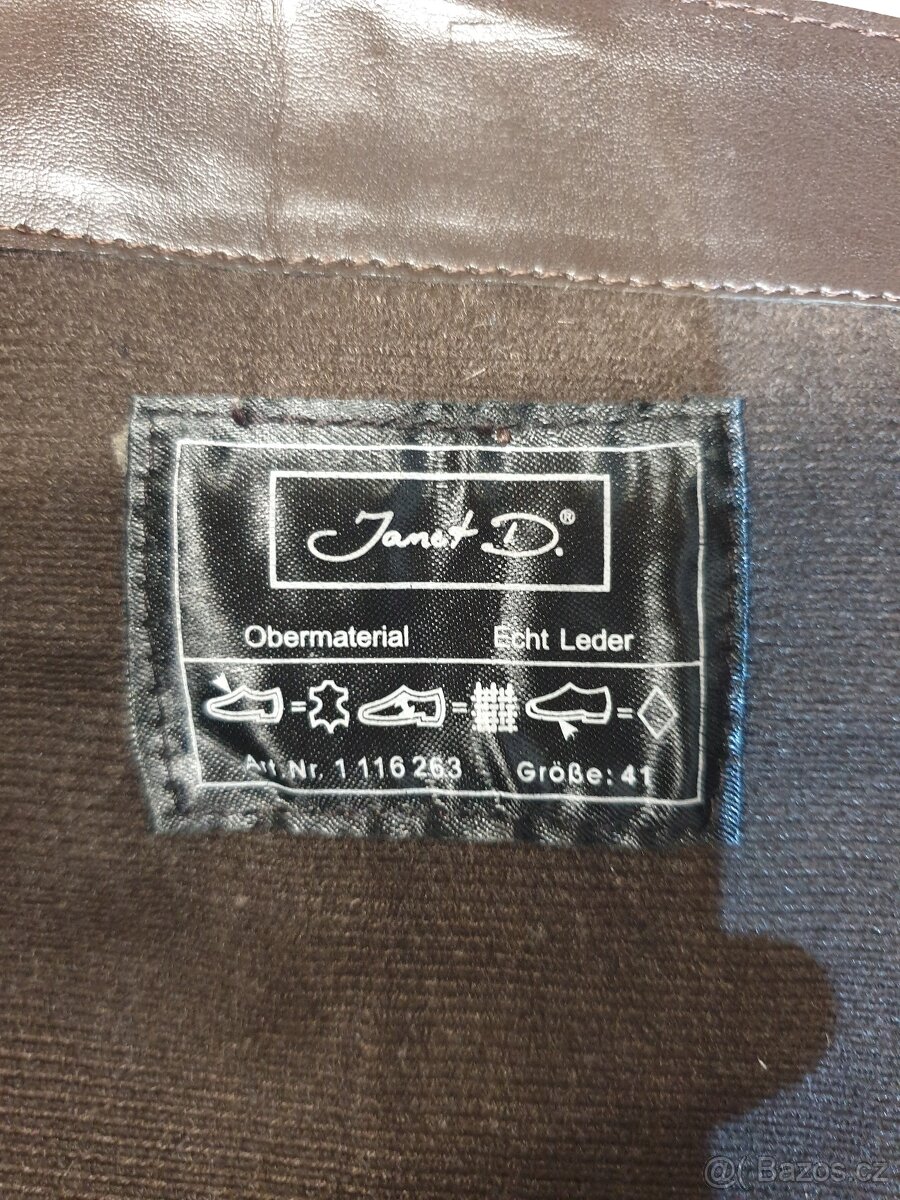 Janet D.®
Obermaterial Echt Leder
= = =
Art. Nr. 1 116 263 Größe: 41
@( Bazos.cz